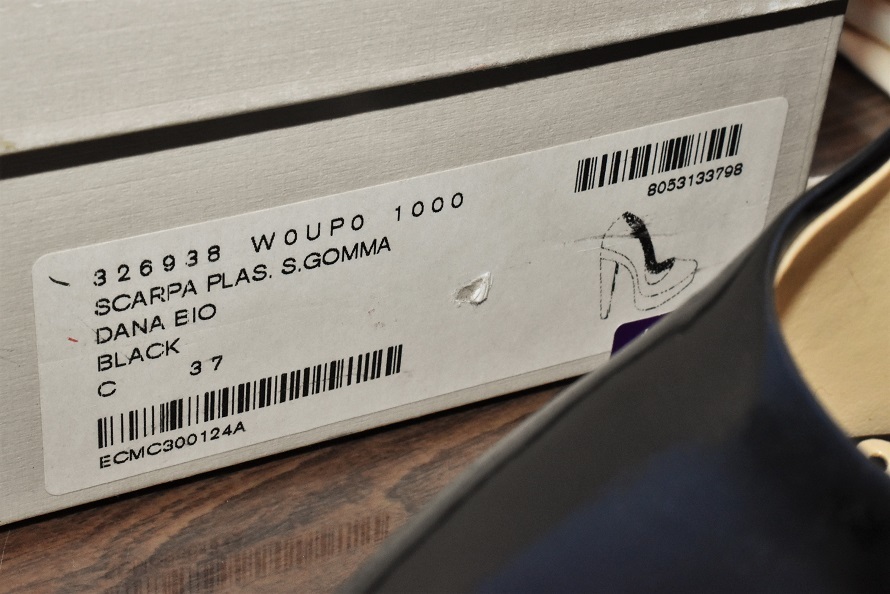 326938 W0UP0 1000
SCARPA PLAS. S.GOMMA
DANA EIO
BLACK
C 37
ECMC300124A
8053133798